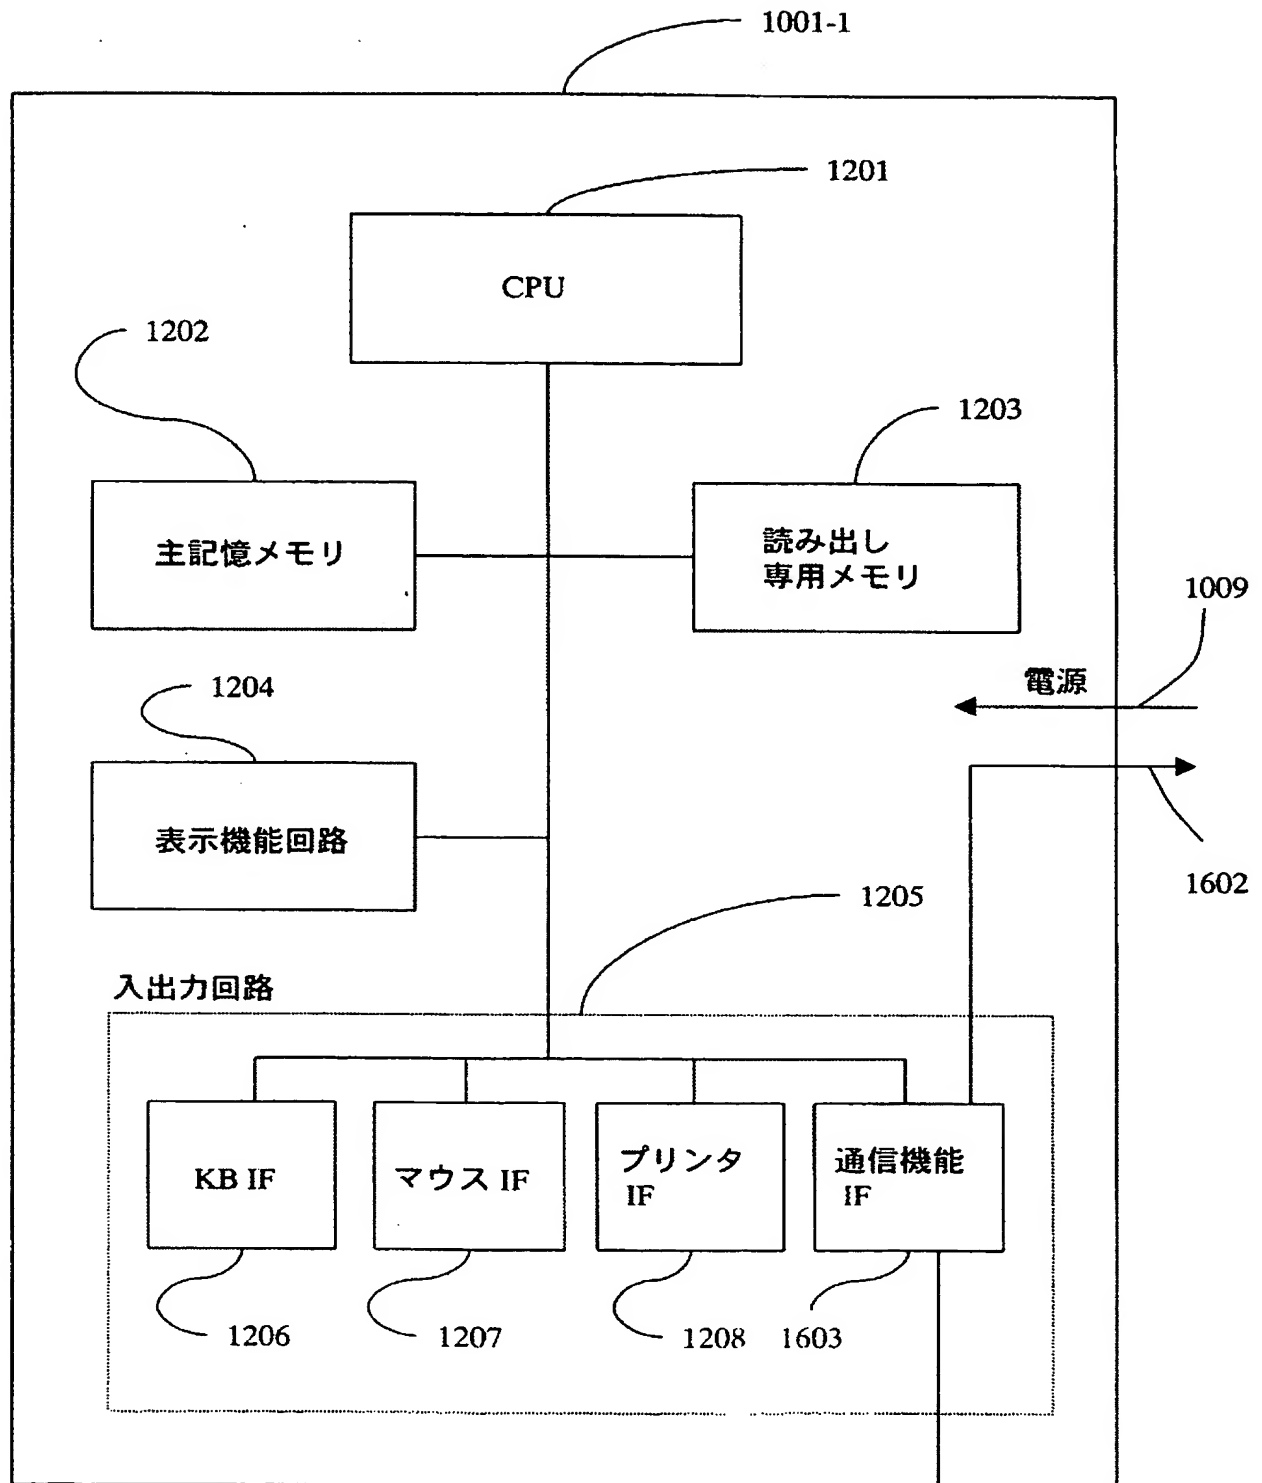 1001-1
1201
CPU
1202
1203
主記憶メモリ
読み出し
専用メモリ
1009
電源
1204
表示機能回路
1602
1205
入出力回路
KB IF
マウス IF
プリンタ
IF
通信機能
IF
1206
1207
1208
1603